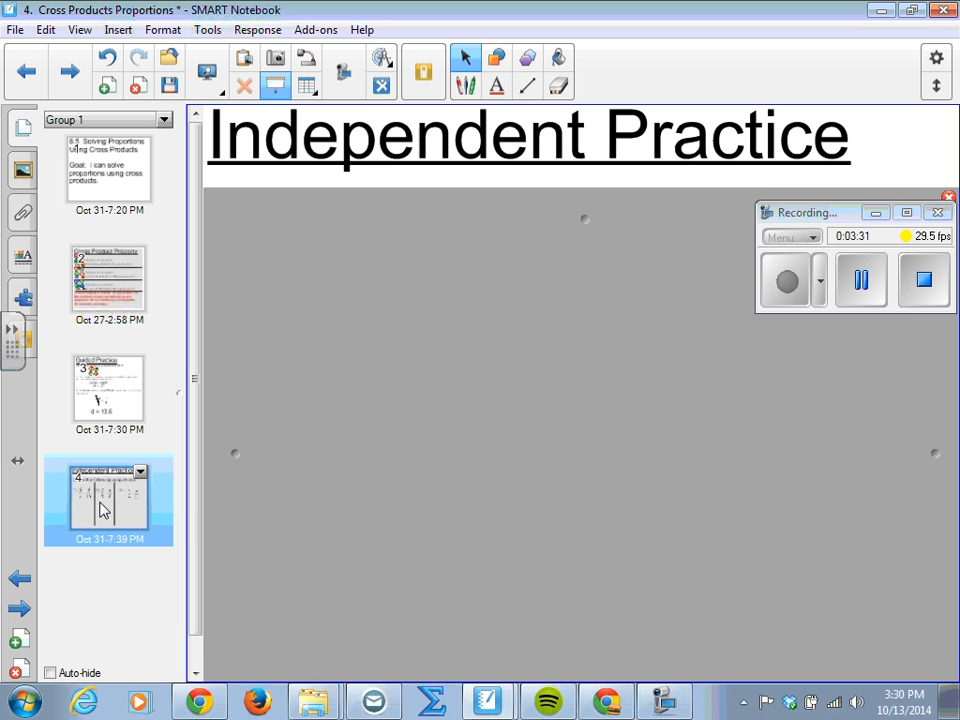 4. Cross Products Proportions * - SMART Notebook
File Edit View Insert Format Tools Response Add-ons Help
Group 1
8.5 Solving Proportions
Using Cross Products
Goal: I can solve
proportions using cross
products.
Oct 31-7:20 PM
Cross Product Property
2
Oct 27-2:58 PM
Guided Practice
3
d = 13.6
Oct 31-7:30 PM
Independent Practice
4
Oct 31-7:39 PM
Auto-hide
Independent Practice
Recording...
Menu
0:03:31
29.5 fps
3:30 PM
10/13/2014